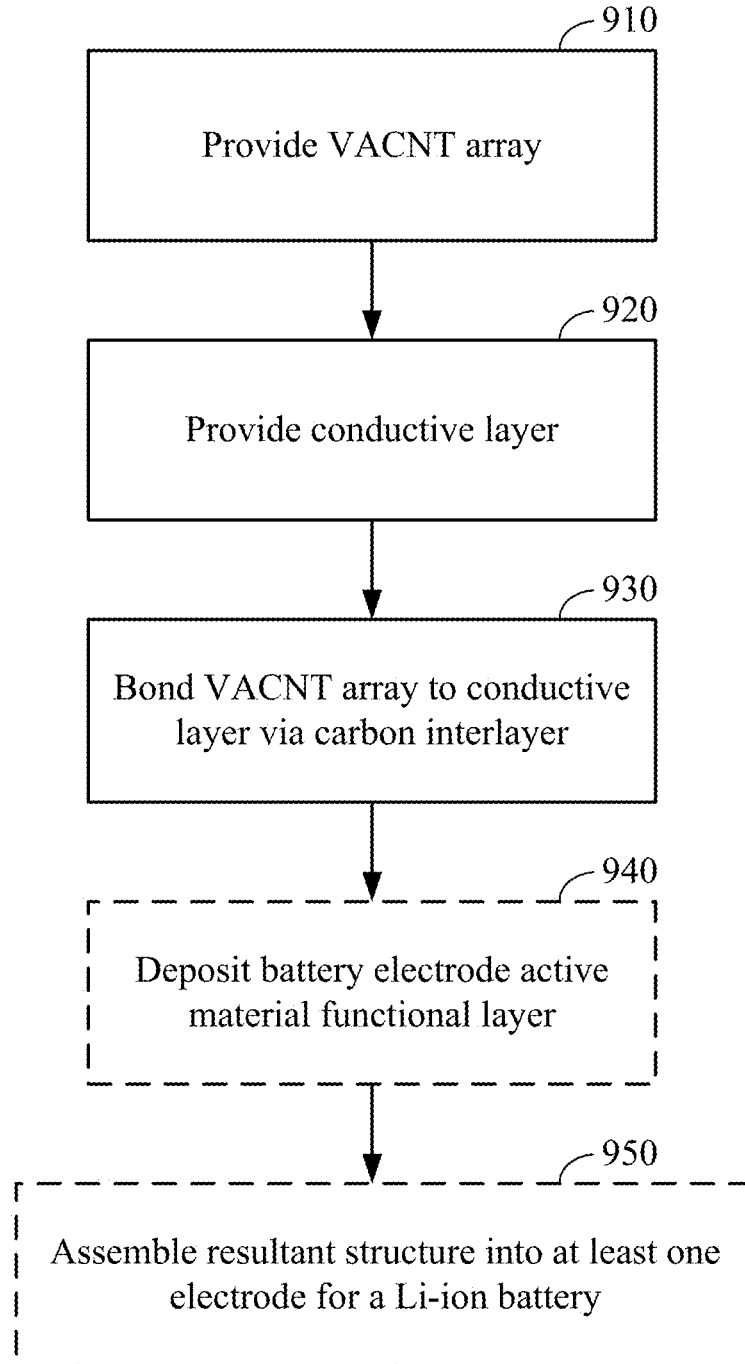 910
Provide VACNT array
920
Provide conductive layer
930
Bond VACNT array to conductive
layer via carbon interlayer
940
Deposit battery electrode active
material functional layer
950
Assemble resultant structure into at least one
electrode for a Li-ion battery